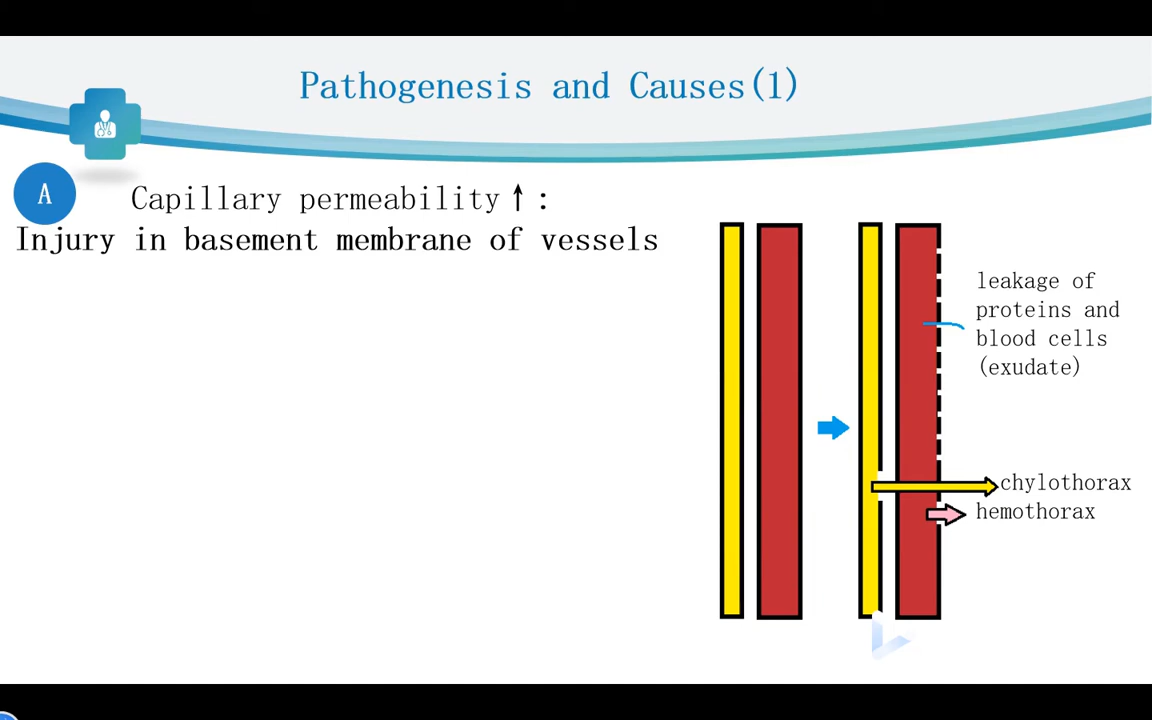 Pathogenesis and Causes(1)
A
Capillary permeability↑:
Injury in basement membrane of vessels
leakage of
proteins and
blood cells
(exudate)
chylothorax
hemothorax